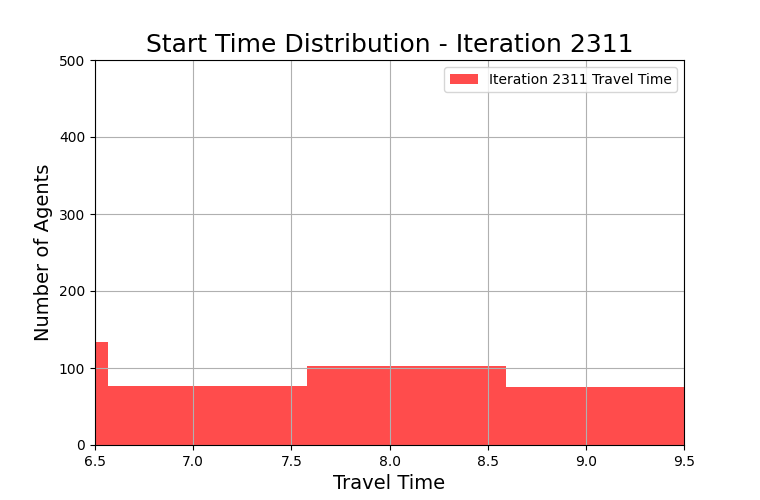 Start Time Distribution - Iteration 2311
Iteration 2311 Travel Time
Number of Agents
500
400
300
200
100
0
6.5 7.0 7.5 8.0 8.5 9.0 9.5
Travel Time